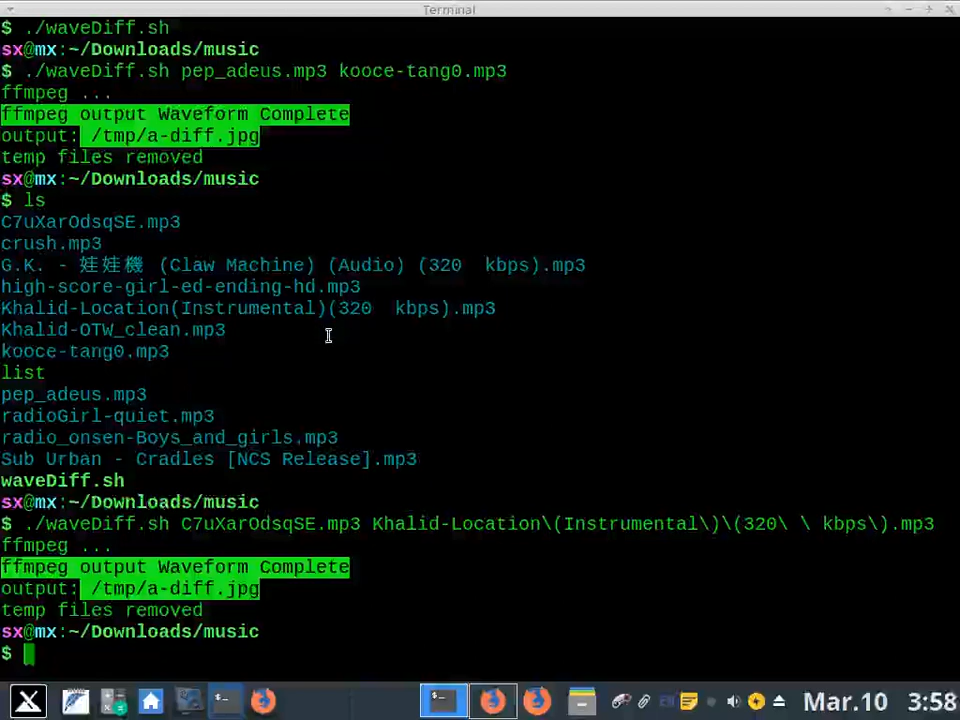 Terminal
$ ./waveDiff.sh
sx@mx:~/Downloads/music
$ ./waveDiff.sh pep_adeus.mp3 kooce-tang0.mp3
ffmpeg ...
ffmpeg output Waveform Complete
output: /tmp/a-diff.jpg
temp files removed
sx@mx:~/Downloads/music
$ ls
C7uXarOdsqSE.mp3
crush.mp3
G.K. - 娃娃機 (Claw Machine) (Audio) (320  kbps).mp3
high-score-girl-ed-ending-hd.mp3
Khalid-Location(Instrumental)(320  kbps).mp3
Khalid-OTW_clean.mp3
kooce-tang0.mp3
list
pep_adeus.mp3
radioGirl-quiet.mp3
radio_onsen-Boys_and_girls.mp3
Sub Urban - Cradles [NCS Release].mp3
waveDiff.sh
sx@mx:~/Downloads/music
$ ./waveDiff.sh C7uXarOdsqSE.mp3 Khalid-Location\(Instrumental\)\(320\ \ kbps\).mp3
ffmpeg ...
ffmpeg output Waveform Complete
output: /tmp/a-diff.jpg
temp files removed
sx@mx:~/Downloads/music
$
Mar.10 3:58